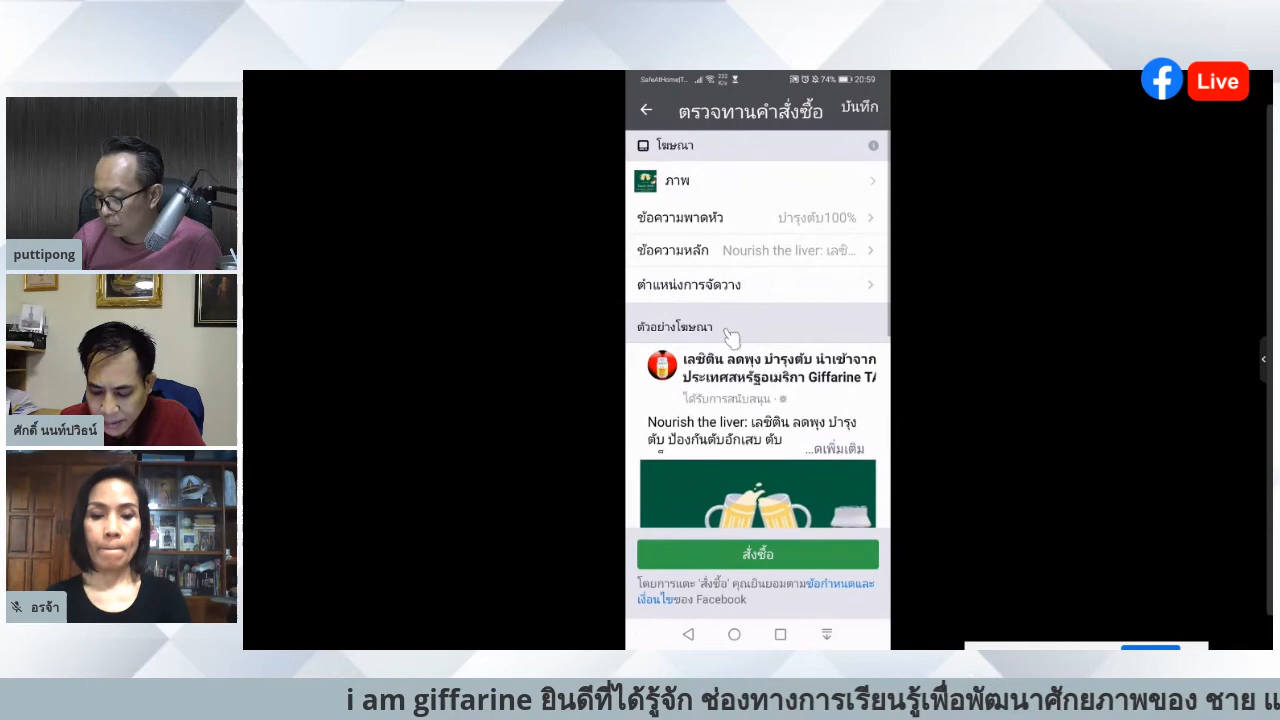 Live
SafeAtHome|T..
74% 20:59
ตรวจทานคำสั่งซื้อ
บันทึก
โฆษณา
ภาพ
ข้อความพาดหัว บำรุงตับ100%
ข้อความหลัก Nourish the liver: เลซิ...
ตำแหน่งการจัดวาง
ตัวอย่างโฆษณา
เลซิติน ลดพุง บำรุงตับ นำเข้าจาก
ประเทศสหรัฐอเมริกา Giffarine TA
ได้รับการสนับสนุน ·
Nourish the liver: เลซิติน ลดพุง บำรุง
ตับ ป้องกันตับอักเสบ ตับ
...ดูเพิ่มเติม
สั่งซื้อ
โดยการแตะ 'สั่งซื้อ' คุณยินยอมตามข้อกำหนดและ
เงื่อนไขของ Facebook
puttipong
ศักดิ์ นนท์ปวิธน์
อรจ้า
i am giffarine ยินดีที่ได้รู้จัก ช่องทางการเรียนรู้เพื่อพัฒนาศักยภาพของ ชาย แ